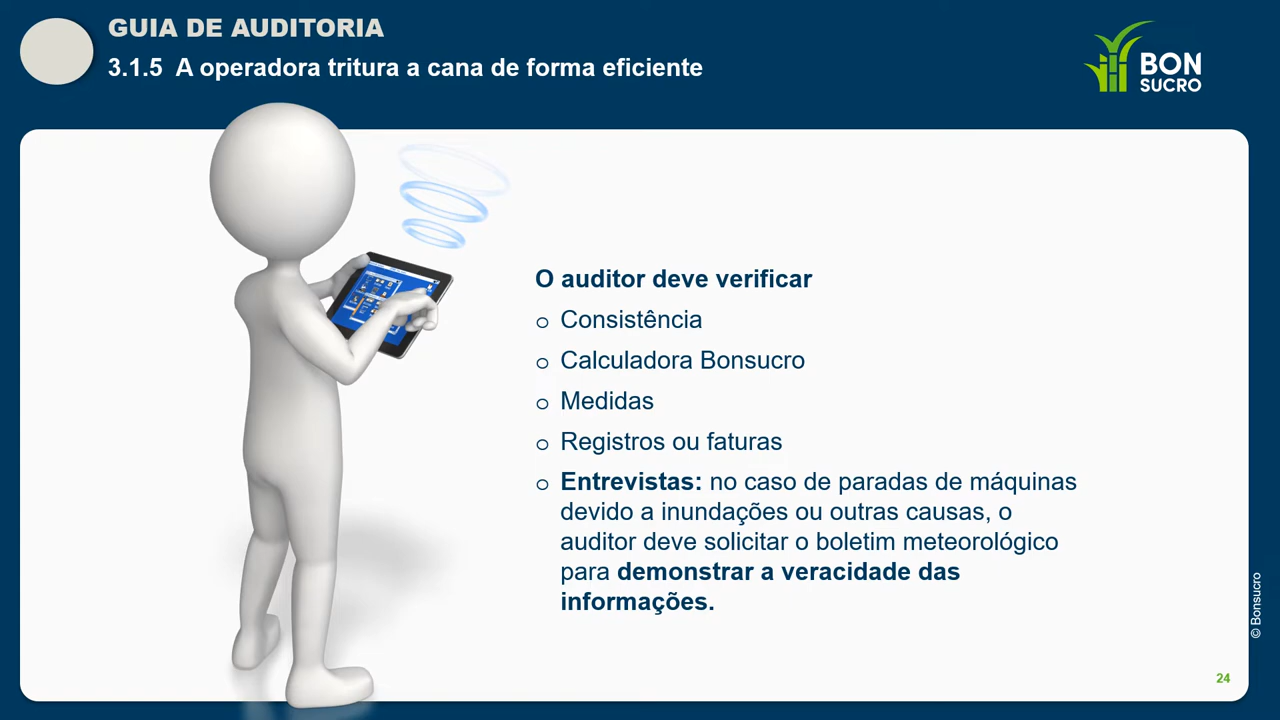 GUIA DE AUDITORIA
3.1.5 A operadora tritura a cana de forma eficiente
BON
SUCRO
O auditor deve verificar
o Consistência
o Calculadora Bonsucro
o Medidas
o Registros ou faturas
o Entrevistas: no caso de paradas de máquinas
devido a inundações ou outras causas, o
auditor deve solicitar o boletim meteorológico
para demonstrar a veracidade das
informações.
© Bonsucro
24